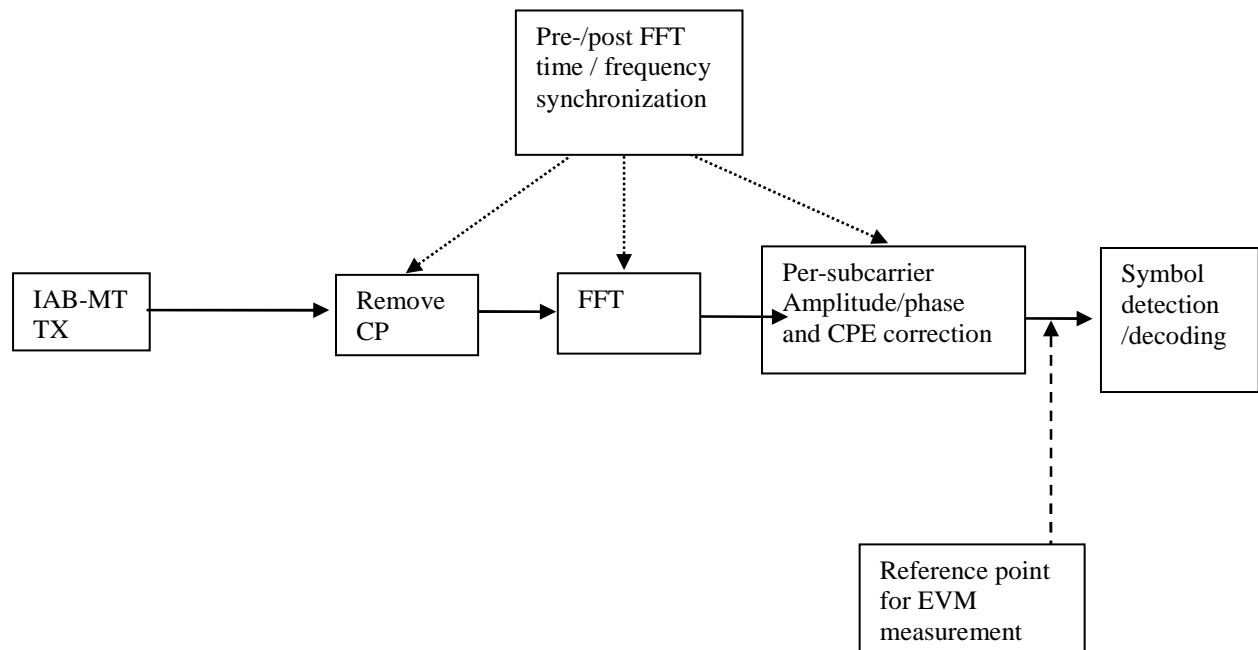 Pre-/post FFT
time / frequency
synchronization
IAB-MT
TX
Remove
CP
FFT
Per-subcarrier
Amplitude/phase
and CPE correction
Symbol
detection
/decoding
Reference point
for EVM
measurement